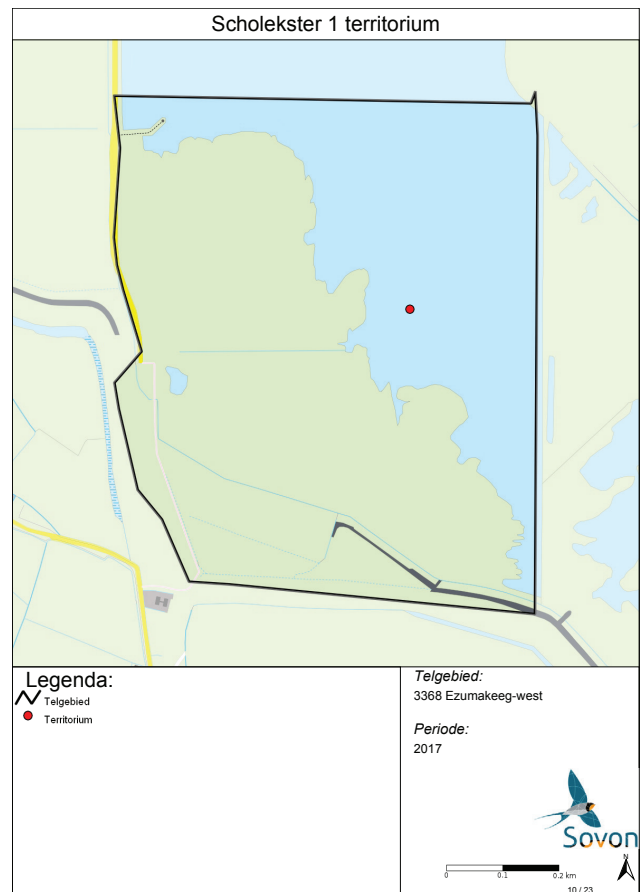 Scholekster 1 territorium
Legenda:
Telgebied
Territorium
Telgebied:
3368 Ezumakeeg-west
Periode:
2017
Sovon
N
0 0.1 0.2 km
10 / 23